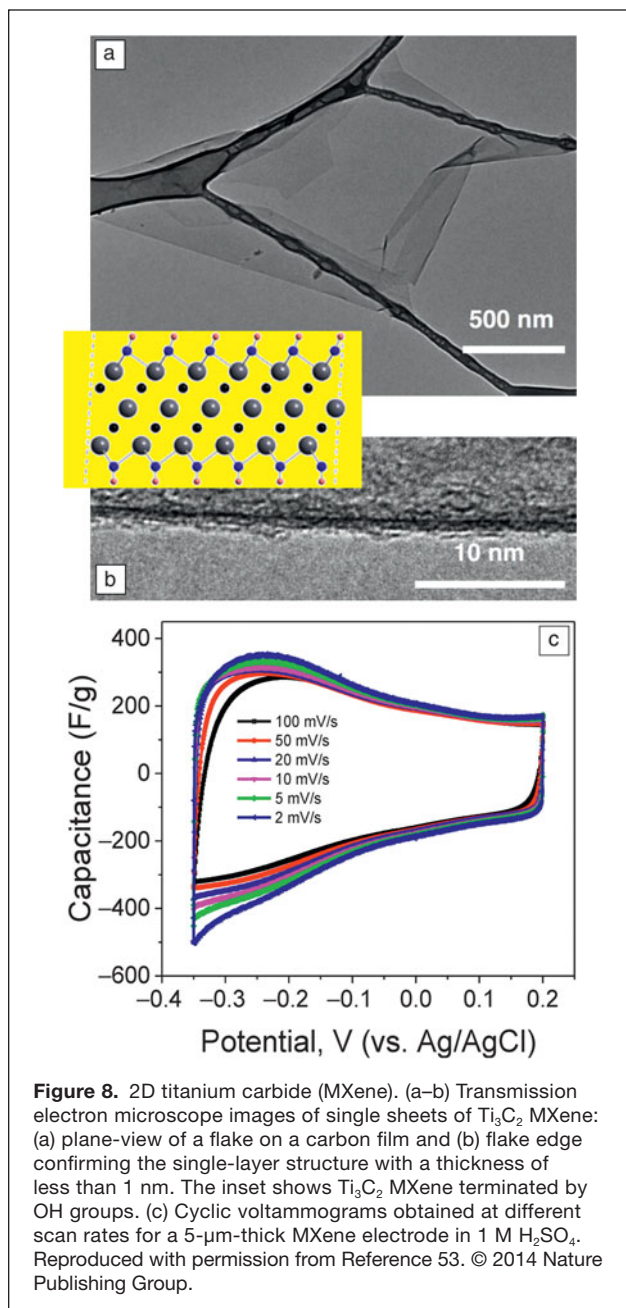 a
500 nm
10 nm
b
c
400
200
0
−200
−400
−600
Capacitance (F/g)
100 mV/s
50 mV/s
20 mV/s
10 mV/s
5 mV/s
2 mV/s
−0.4 −0.3 −0.2 −0.1 0.0 0.1 0.2
Potential, V (vs. Ag/AgCl)
Figure 8. 2D titanium carbide (MXene). (a–b) Transmission
electron microscope images of single sheets of Ti₃C₂ MXene:
(a) plane-view of a flake on a carbon film and (b) flake edge
confirming the single-layer structure with a thickness of
less than 1 nm. The inset shows Ti₃C₂ MXene terminated by
OH groups. (c) Cyclic voltammograms obtained at different
scan rates for a 5-µm-thick MXene electrode in 1 M H₂SO₄.
Reproduced with permission from Reference 53. © 2014 Nature
Publishing Group.